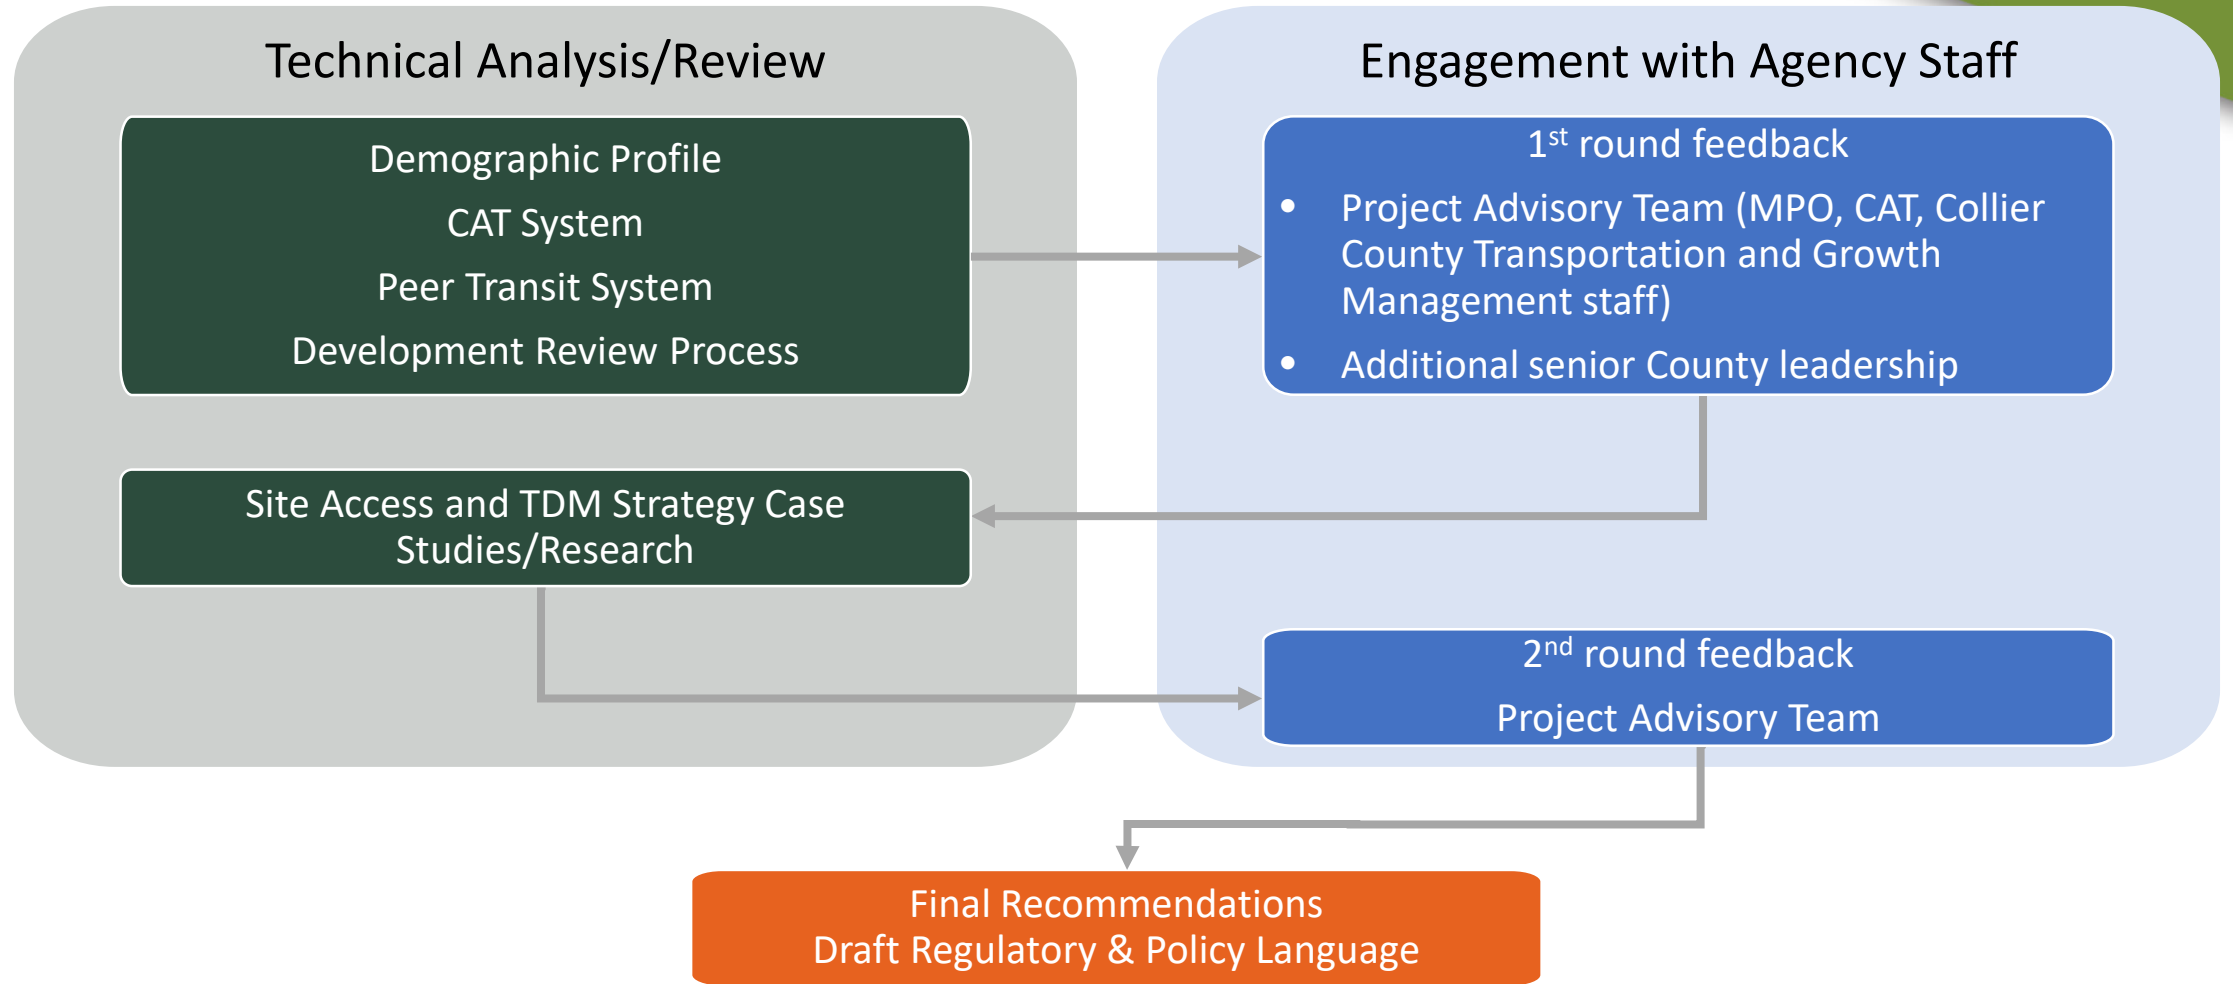 Technical Analysis/Review
Demographic Profile
CAT System
Peer Transit System
Development Review Process
Site Access and TDM Strategy Case
Studies/Research
Engagement with Agency Staff
1st round feedback
• Project Advisory Team (MPO, CAT, Collier
County Transportation and Growth
Management staff)
• Additional senior County leadership
2nd round feedback
Project Advisory Team
Final Recommendations
Draft Regulatory & Policy Language